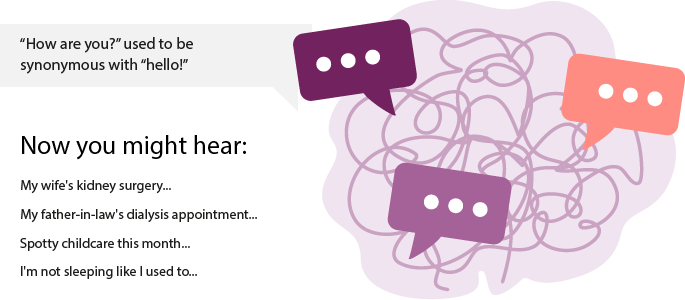 “How are you?” used to be
synonymous with “hello!”
Now you might hear:
My wife's kidney surgery...
My father-in-law's dialysis appointment...
Spotty childcare this month...
I'm not sleeping like I used to...